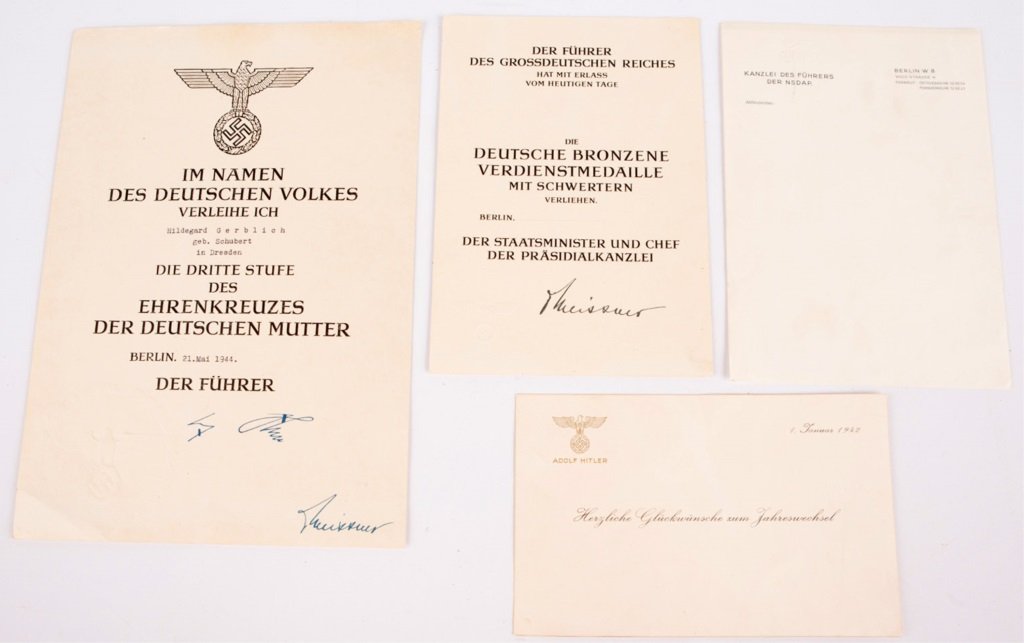 IM NAMEN
DES DEUTSCHEN VOLKES
VERLEIHE ICH
Hildegard Gerblich
geb. Schubert
in Dresden
DIE DRITTE STUFE
DES
EHRENKREUZES
DER DEUTSCHEN MUTTER
BERLIN. 21.Mai 1944.
DER FÜHRER
Meissner
DER FÜHRER
DES GROSSDEUTSCHEN REICHES
HAT MIT ERLASS
VOM HEUTIGEN TAGE
DIE
DEUTSCHE BRONZENE
VERDIENSTMEDAILLE
MIT SCHWERTERN
VERLIEHEN.
BERLIN.
DER STAATSMINISTER UND CHEF
DER PRÄSIDIALKANZLEI
Meissner
KANZLEI DES FÜHRERS
DER NSDAP.
BERLIN W 8
ADOLF HITLER
1. Januar 1942
Herzliche Glückwünsche zum Jahreswechsel